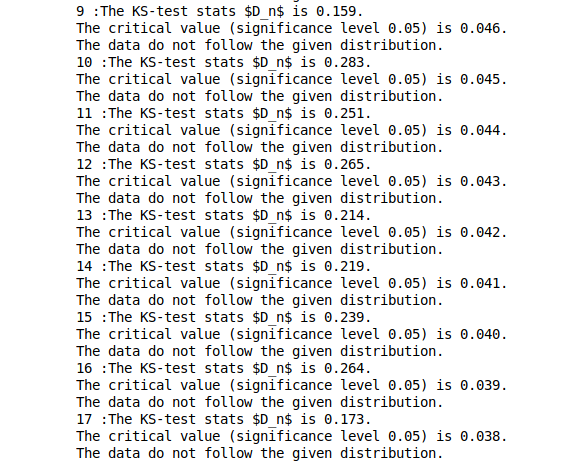 9 :The KS-test stats $D_n$ is 0.159.
The critical value (significance level 0.05) is 0.046.
The data do not follow the given distribution.
10 :The KS-test stats $D_n$ is 0.283.
The critical value (significance level 0.05) is 0.045.
The data do not follow the given distribution.
11 :The KS-test stats $D_n$ is 0.251.
The critical value (significance level 0.05) is 0.044.
The data do not follow the given distribution.
12 :The KS-test stats $D_n$ is 0.265.
The critical value (significance level 0.05) is 0.043.
The data do not follow the given distribution.
13 :The KS-test stats $D_n$ is 0.214.
The critical value (significance level 0.05) is 0.042.
The data do not follow the given distribution.
14 :The KS-test stats $D_n$ is 0.219.
The critical value (significance level 0.05) is 0.041.
The data do not follow the given distribution.
15 :The KS-test stats $D_n$ is 0.239.
The critical value (significance level 0.05) is 0.040.
The data do not follow the given distribution.
16 :The KS-test stats $D_n$ is 0.264.
The critical value (significance level 0.05) is 0.039.
The data do not follow the given distribution.
17 :The KS-test stats $D_n$ is 0.173.
The critical value (significance level 0.05) is 0.038.
The data do not follow the given distribution.